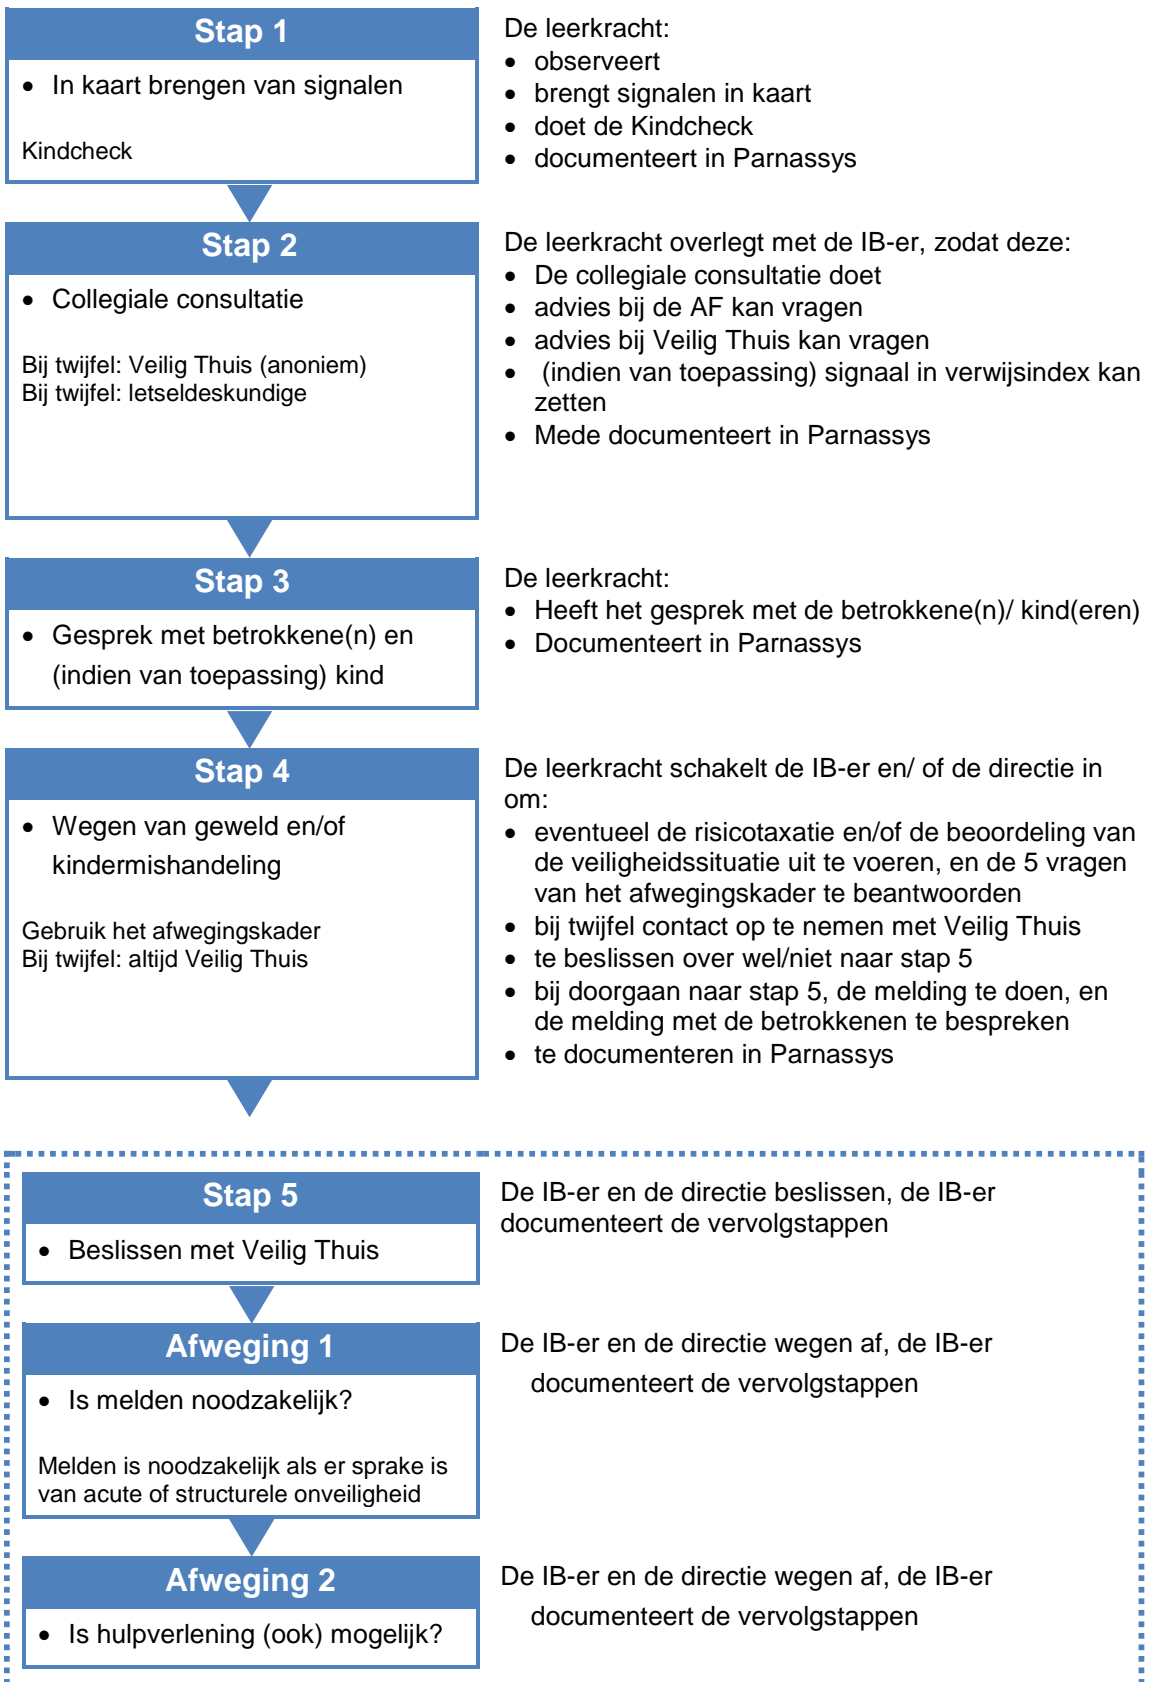 Stap 1
• In kaart brengen van signalen
Kindcheck
De leerkracht:
• observeert
• brengt signalen in kaart
• doet de Kindcheck
• documenteert in Parnassys
Stap 2
• Collegiale consultatie
Bij twijfel: Veilig Thuis (anoniem)
Bij twijfel: letseldeskundige
De leerkracht overlegt met de IB-er, zodat deze:
• De collegiale consultatie doet
• advies bij de AF kan vragen
• advies bij Veilig Thuis kan vragen
• (indien van toepassing) signaal in verwijsindex kan
zetten
• Mede documenteert in Parnassys
Stap 3
• Gesprek met betrokkene(n) en
(indien van toepassing) kind
De leerkracht:
• Heeft het gesprek met de betrokkene(n)/ kind(eren)
• Documenteert in Parnassys
Stap 4
• Wegen van geweld en/of
kindermishandeling
Gebruik het afwegingskader
Bij twijfel: altijd Veilig Thuis
De leerkracht schakelt de IB-er en/ of de directie in
om:
• eventueel de risicotaxatie en/of de beoordeling van
de veiligheidssituatie uit te voeren, en de 5 vragen
van het afwegingskader te beantwoorden
• bij twijfel contact op te nemen met Veilig Thuis
• te beslissen over wel/niet naar stap 5
• bij doorgaan naar stap 5, de melding te doen, en
de melding met de betrokkenen te bespreken
• te documenteren in Parnassys
Stap 5
• Beslissen met Veilig Thuis
De IB-er en de directie beslissen, de IB-er
documenteert de vervolgstappen
Afweging 1
• Is melden noodzakelijk?
Melden is noodzakelijk als er sprake is
van acute of structurele onveiligheid
De IB-er en de directie wegen af, de IB-er
documenteert de vervolgstappen
Afweging 2
• Is hulpverlening (ook) mogelijk?
De IB-er en de directie wegen af, de IB-er
documenteert de vervolgstappen